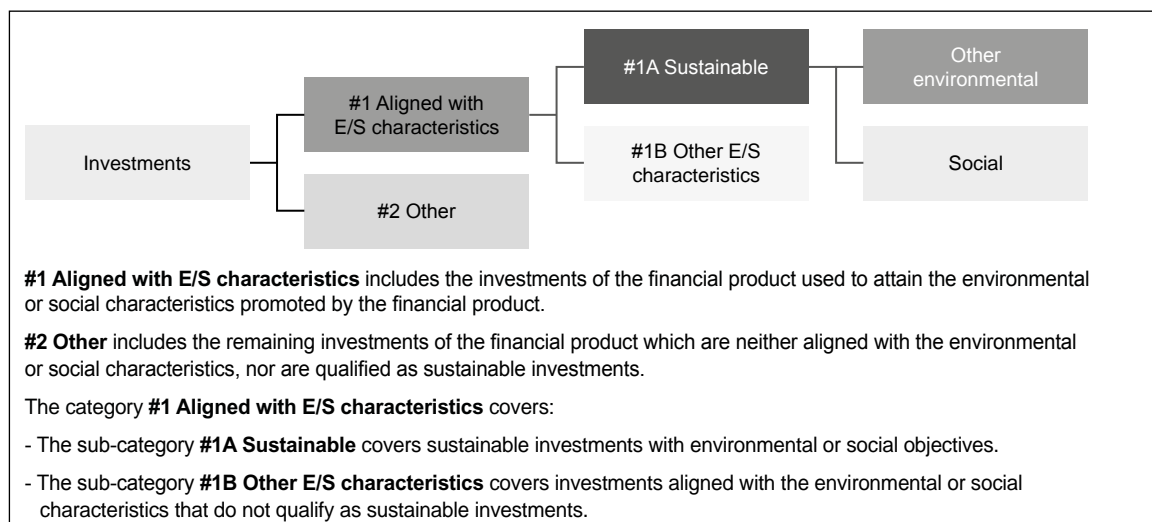 Investments
#1 Aligned with
E/S characteristics
#2 Other
#1A Sustainable
#1B Other E/S
characteristics
Other
environmental
Social
#1 Aligned with E/S characteristics includes the investments of the financial product used to attain the environmental
or social characteristics promoted by the financial product.
#2 Other includes the remaining investments of the financial product which are neither aligned with the environmental
or social characteristics, nor are qualified as sustainable investments.
The category #1 Aligned with E/S characteristics covers:
- The sub-category #1A Sustainable covers sustainable investments with environmental or social objectives.
- The sub-category #1B Other E/S characteristics covers investments aligned with the environmental or social
characteristics that do not qualify as sustainable investments.